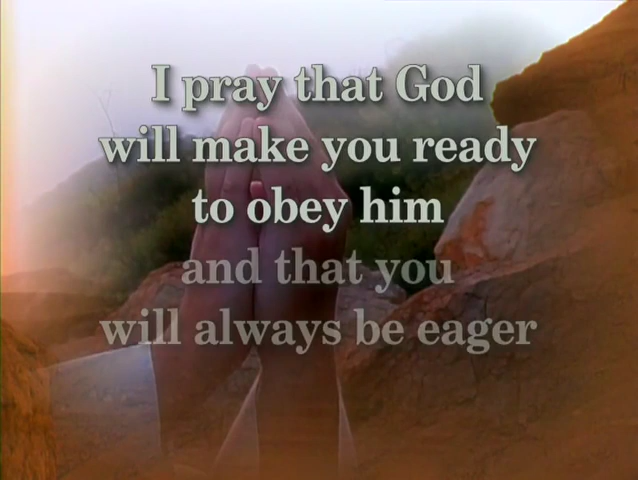 I pray that God
will make you ready
to obey him
and that you
will always be eager